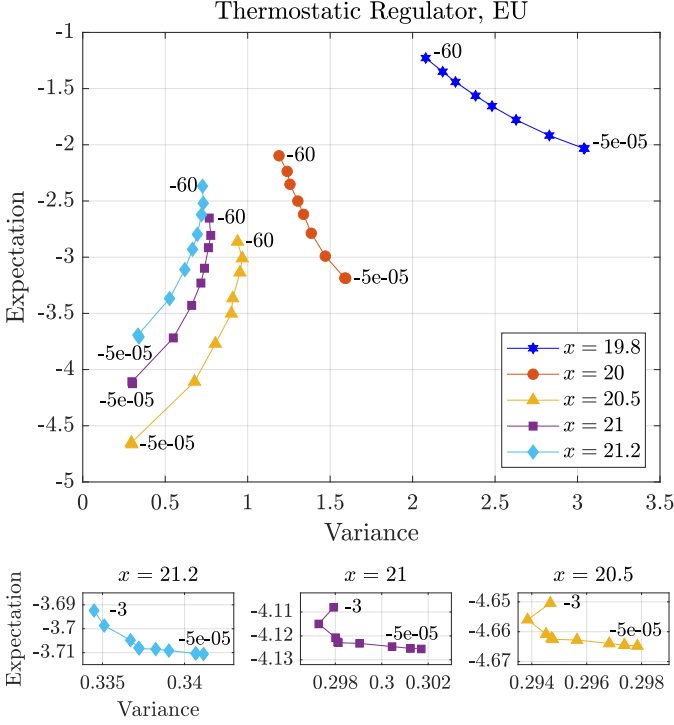 Thermostatic Regulator, EU
-1
-1.5
-2
-2.5
-3
-3.5
-4
-4.5
-5
Expectation
-60
-5e-05
-60
-5e-05
-60
-5e-05
-60
-5e-05
-60
-5e-05
x = 19.8
x = 20
x = 20.5
x = 21
x = 21.2
0 0.5 1 1.5 2 2.5 3 3.5
Variance
x = 21.2
Expectation
-3.69
-3.7
-3.71
-3
-5e-05
0.335 0.34
Variance
x = 21
-4.11
-4.12
-4.13
-3
-5e-05
0.298 0.3 0.302
x = 20.5
-4.65
-4.66
-4.67
-3
-5e-05
0.294 0.296 0.298